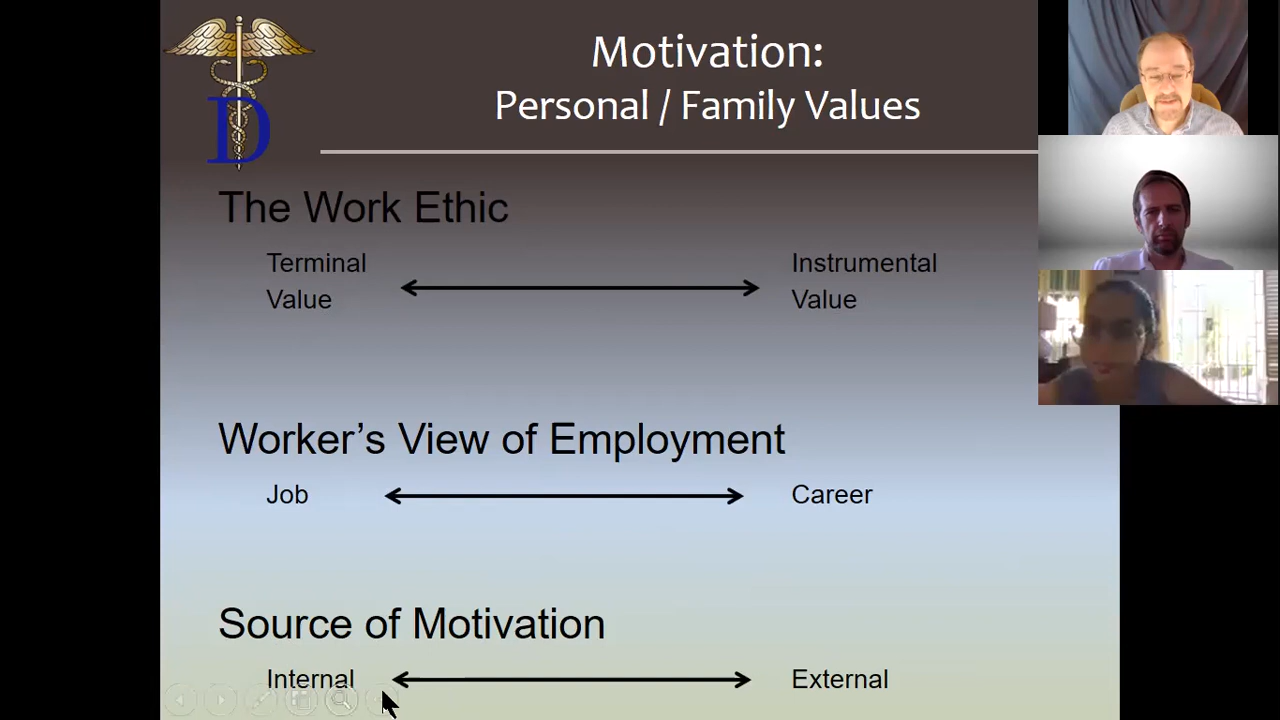 D
Motivation:
Personal / Family Values
The Work Ethic
Terminal
Value
Instrumental
Value
Worker’s View of Employment
Job
Career
Source of Motivation
Internal
External